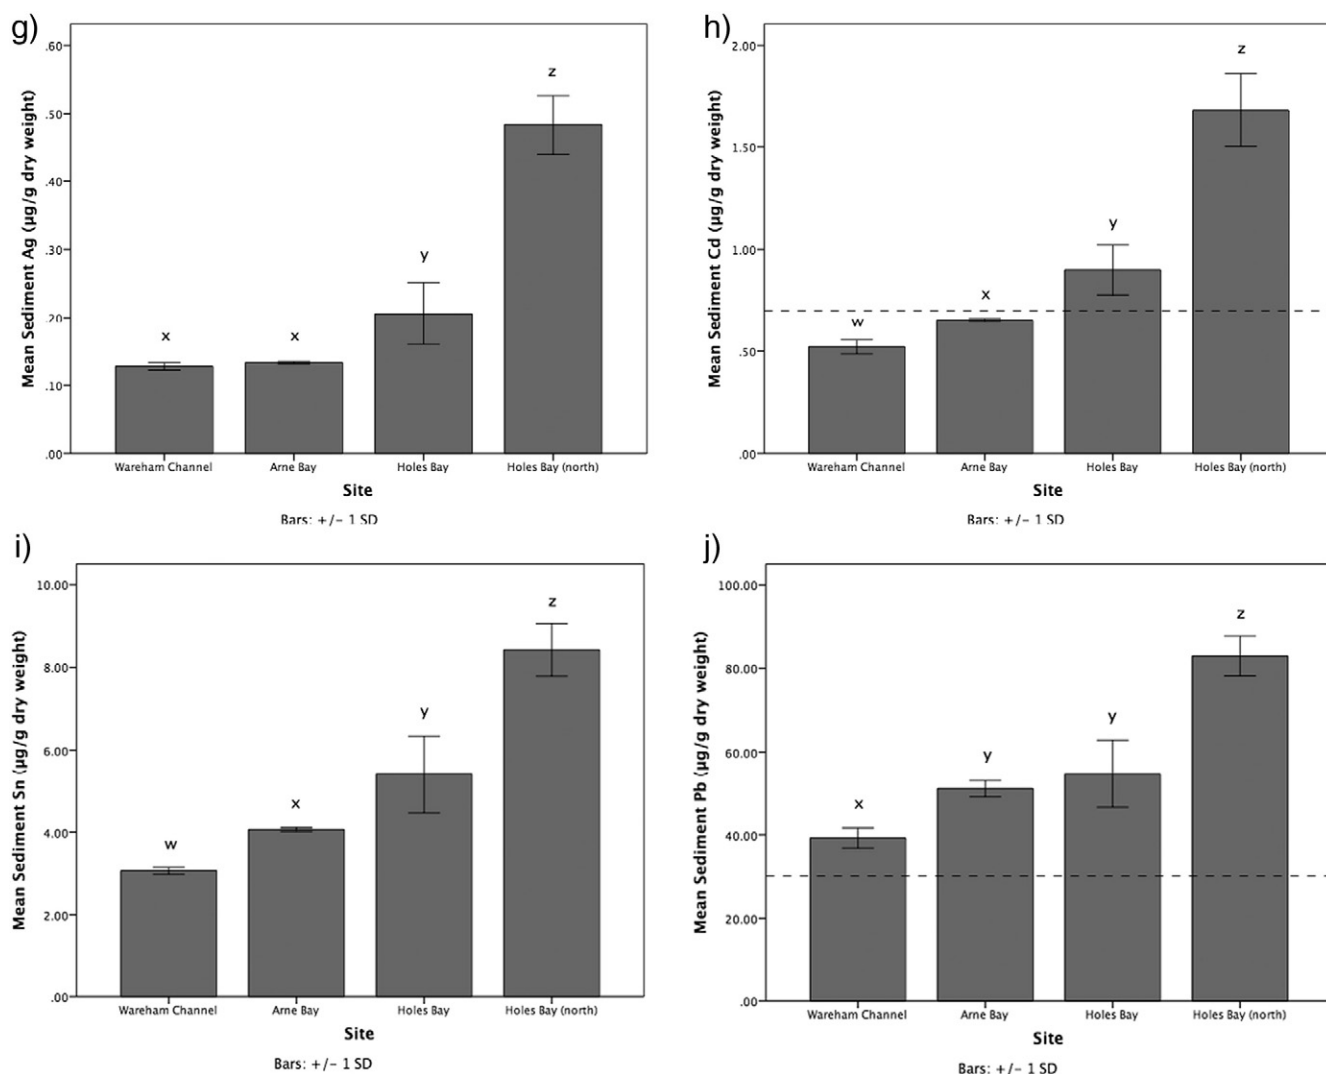 g)
Mean Sediment Ag (µg/g dry weight)
.60
.50
.40
.30
.20
.10
.00
x
x
y
z
Wareham Channel
Arne Bay
Holes Bay
Holes Bay (north)
Site
Bars: +/- 1 SD
h)
Mean Sediment Cd (µg/g dry weight)
2.00
1.50
1.00
.50
.00
w
x
y
z
Wareham Channel
Arne Bay
Holes Bay
Holes Bay (north)
Site
Bars: +/- 1 SD
i)
Mean Sediment Sn (µg/g dry weight)
10.00
8.00
6.00
4.00
2.00
.00
w
x
y
z
Wareham Channel
Arne Bay
Holes Bay
Holes Bay (north)
Site
Bars: +/- 1 SD
j)
Mean Sediment Pb (µg/g dry weight)
100.00
80.00
60.00
40.00
20.00
.00
x
y
y
z
Wareham Channel
Arne Bay
Holes Bay
Holes Bay (north)
Site
Bars: +/- 1 SD